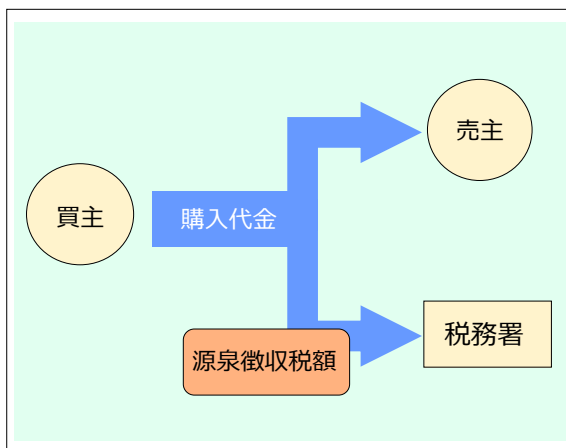 売主
買主
購入代金
源泉徴収税額
税務署